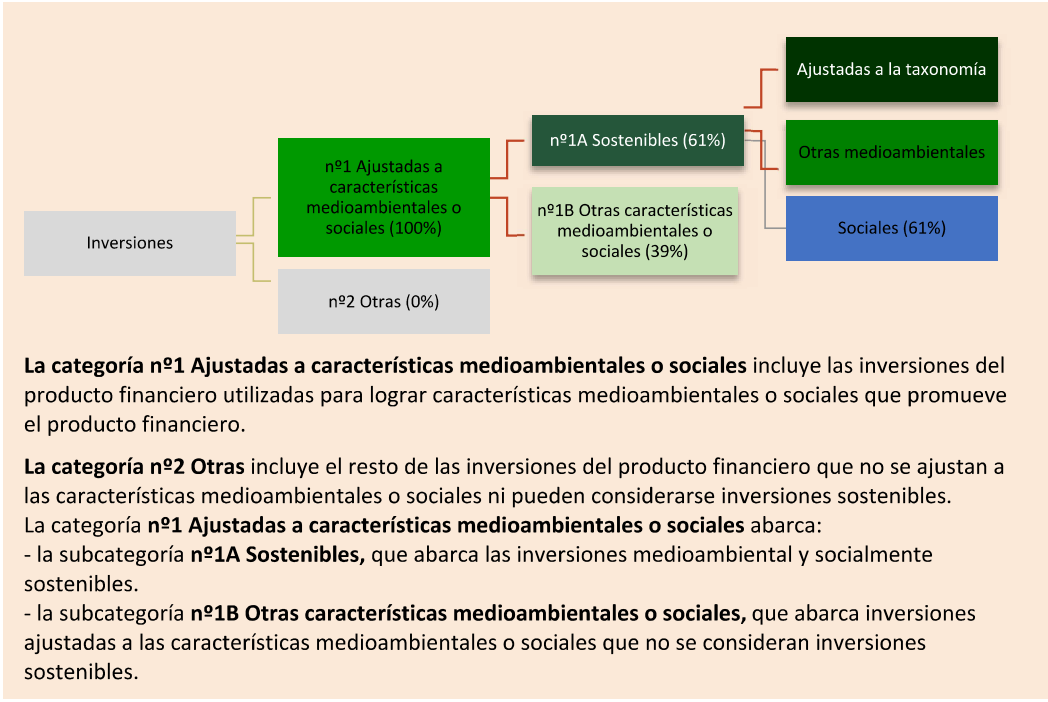 Ajustadas a la taxonomía
nº1A Sostenibles (61%)
Otras medioambientales
nº1 Ajustadas a
características
medioambientales o
sociales (100%)
nº1B Otras características
medioambientales o
sociales (39%)
Sociales (61%)
Inversiones
nº2 Otras (0%)
La categoría nº1 Ajustadas a características medioambientales o sociales incluye las inversiones del
producto financiero utilizadas para lograr características medioambientales o sociales que promueve
el producto financiero.
La categoría nº2 Otras incluye el resto de las inversiones del producto financiero que no se ajustan a
las características medioambientales o sociales ni pueden considerarse inversiones sostenibles.
La categoría nº1 Ajustadas a características medioambientales o sociales abarca:
- la subcategoría nº1A Sostenibles, que abarca las inversiones medioambiental y socialmente
sostenibles.
- la subcategoría nº1B Otras características medioambientales o sociales, que abarca inversiones
ajustadas a las características medioambientales o sociales que no se consideran inversiones
sostenibles.